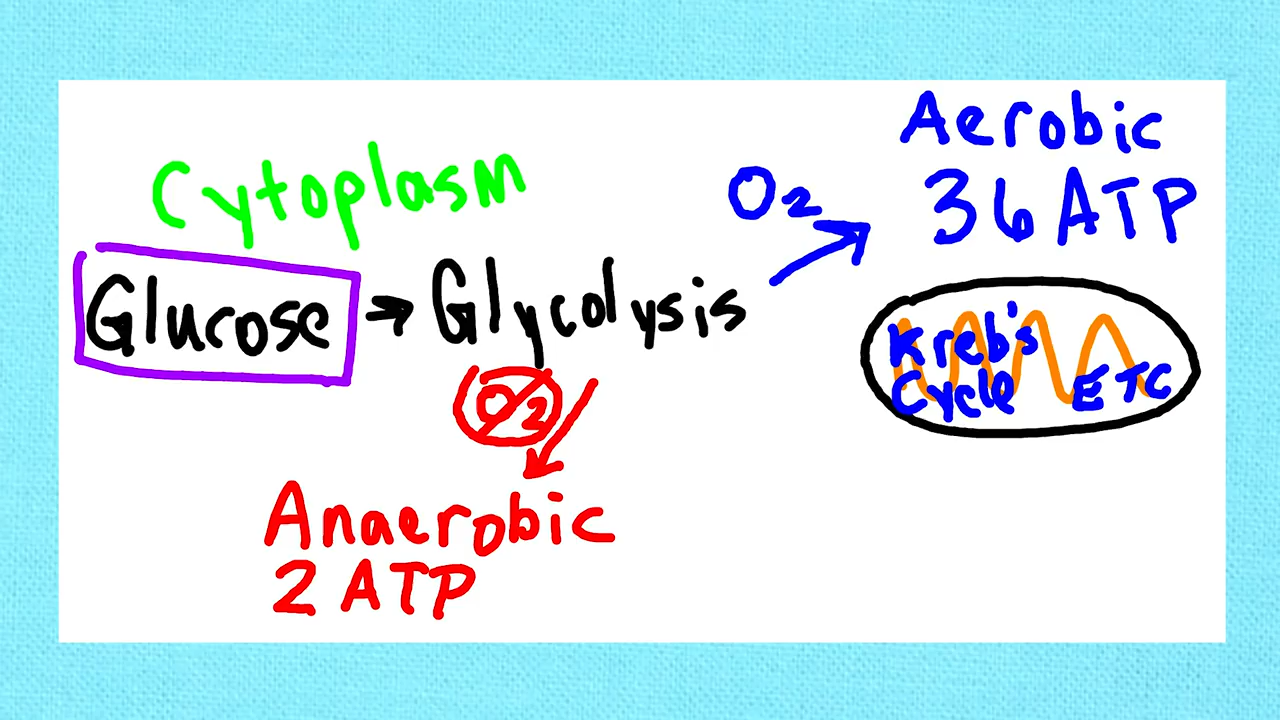 Cytoplasm
Glucose → Glycolysis
O2
Aerobic
36 ATP
Kreb's
Cycle ETC
O2
Anaerobic
2 ATP